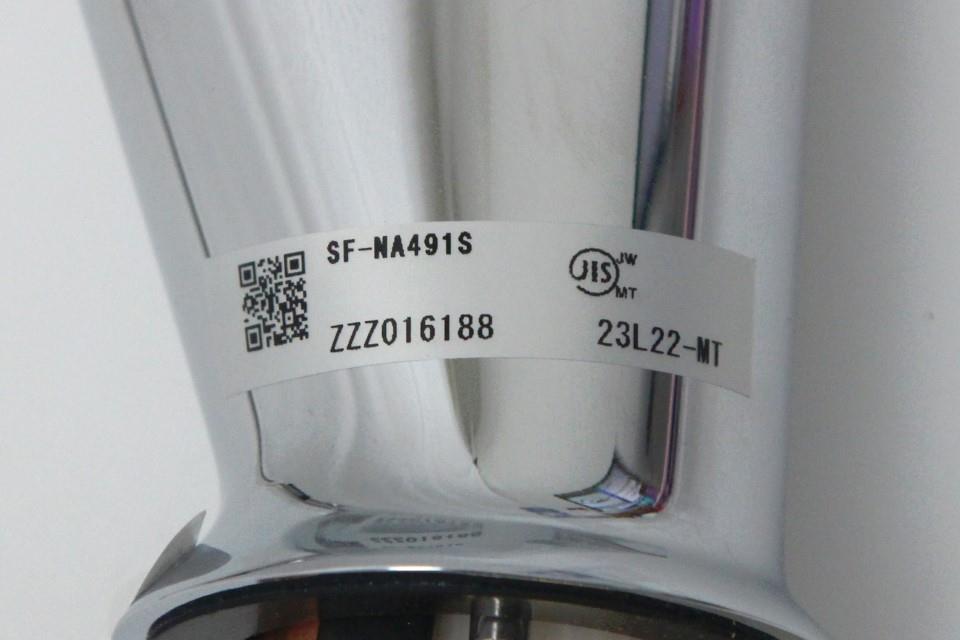 SF-NA491S
JIS JW
MT
ZZZ016188
23L22-MT